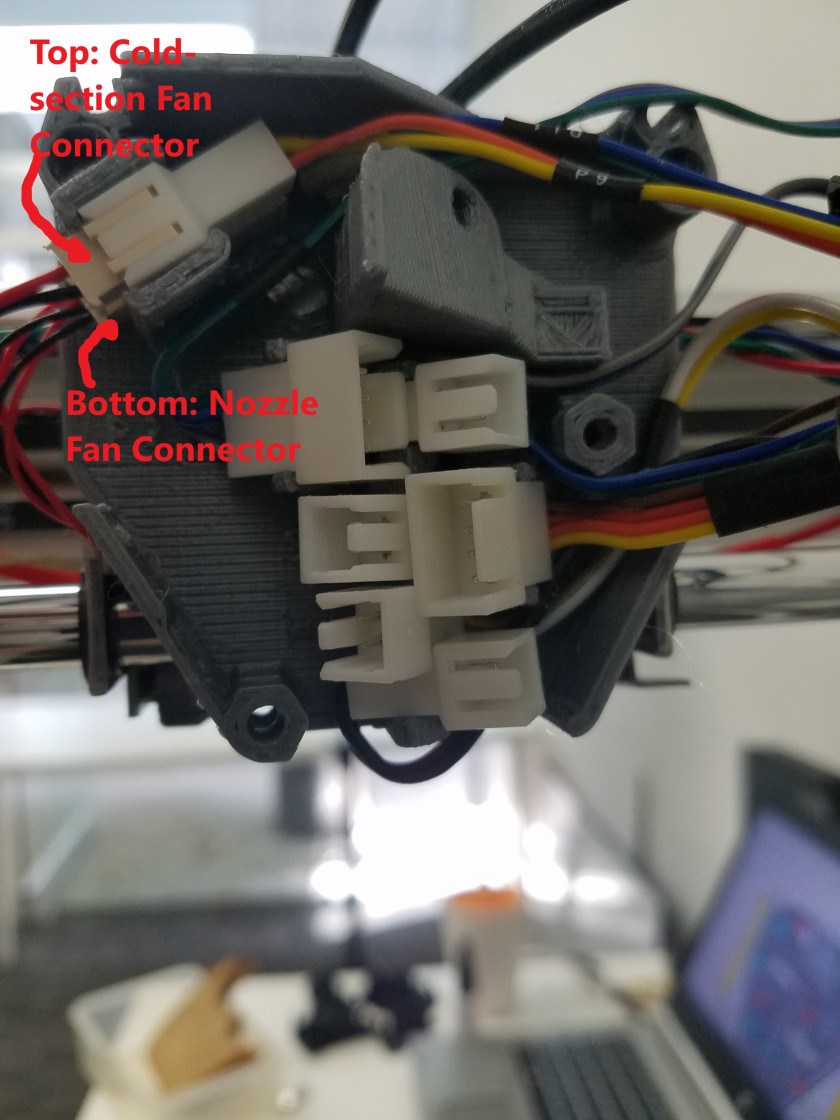 Top: Cold-
section Fan
Connector
Bottom: Nozzle
Fan Connector